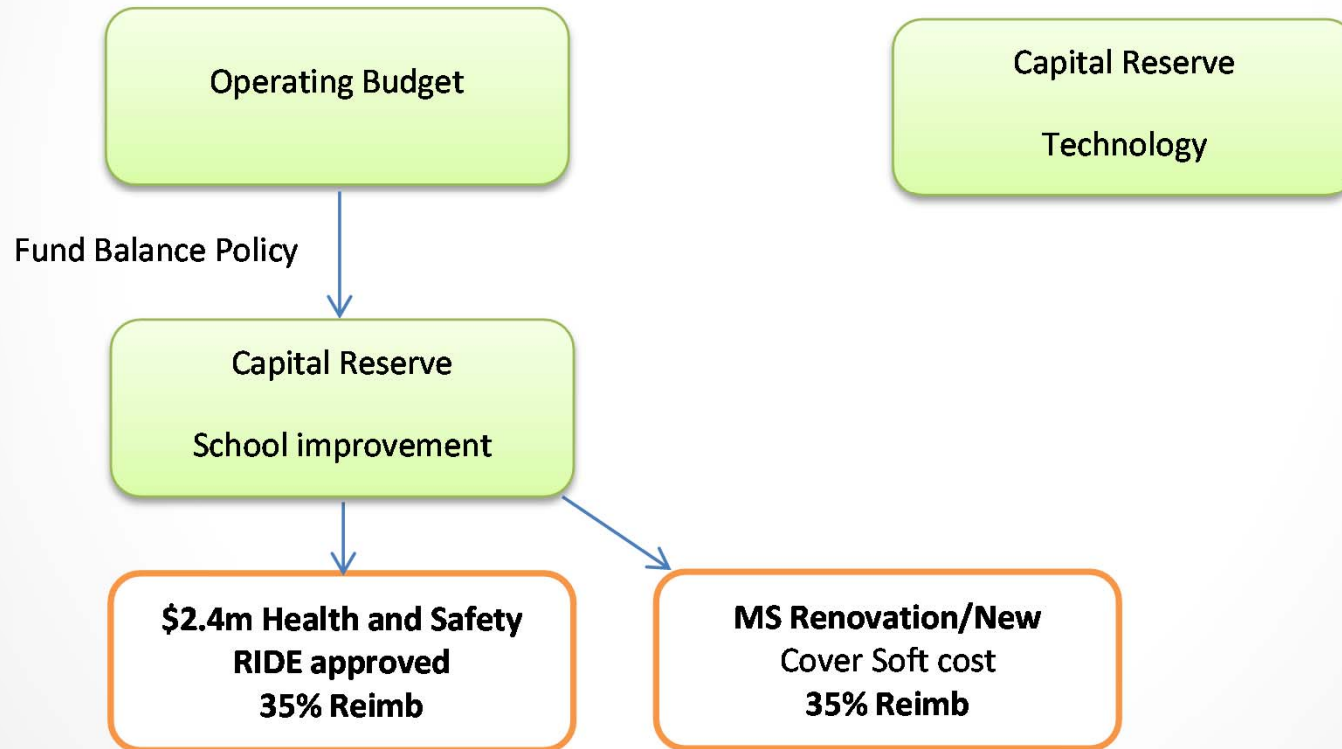 Operating Budget
Capital Reserve
Technology
Fund Balance Policy
Capital Reserve
School improvement
$2.4m Health and Safety
RIDE approved
35% Reimb
MS Renovation/New
Cover Soft cost
35% Reimb